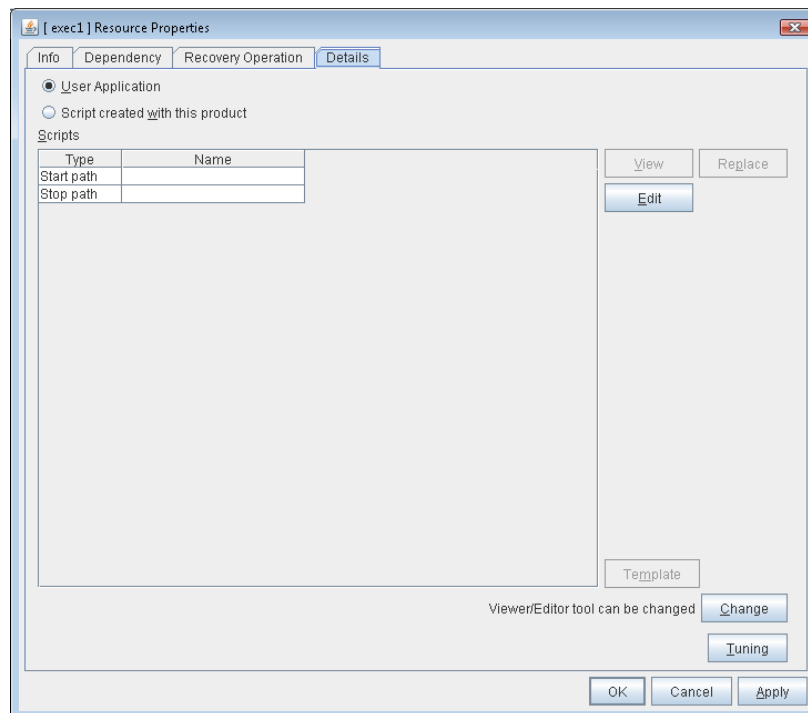 [ exec1 ] Resource Properties
Info Dependency Recovery Operation Details
User Application
Script created with this product
Scripts
Type Name
Start path
Stop path
View Replace
Edit
Template
Viewer/Editor tool can be changed Change
Tuning
OK Cancel Apply